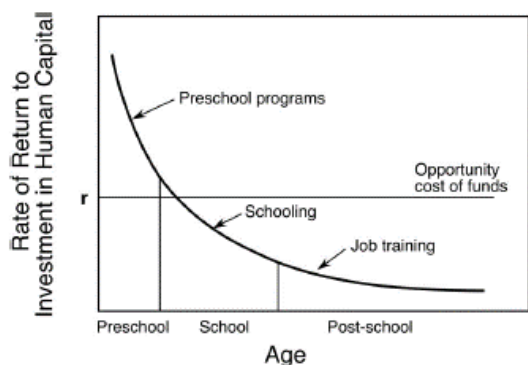 Rate of Return to
Investment in Human Capital
Preschool programs
Opportunity
cost of funds
r
Schooling
Job training
Preschool
School
Post-school
Age